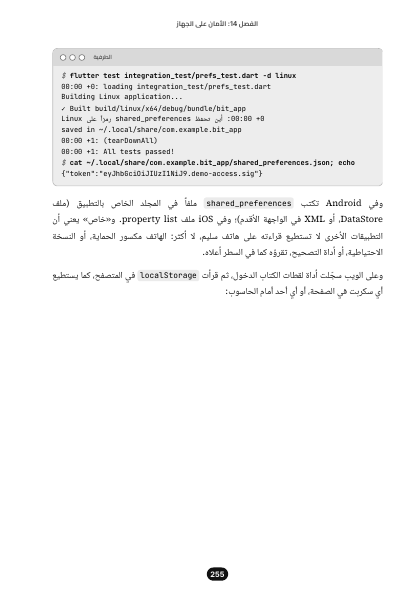 الفصل 14: الأمان على الجهاز
الطرفية
$ flutter test integration_test/prefs_test.dart -d linux
00:00 +0: loading integration_test/prefs_test.dart
Building Linux application...
✓ Built build/linux/x64/debug/bundle/bit_app
00:00 +0: أين تحفظ shared_preferences رمزاً على Linux
saved in ~/.local/share/com.example.bit_app
00:00 +1: (tearDownAll)
00:00 +1: All tests passed!
$ cat ~/.local/share/com.example.bit_app/shared_preferences.json; echo
{"token":"eyJhbGciOiJIUzI1NiJ9.demo-access.sig"}
وفي Android تكتب shared_preferences ملفاً في المجلد الخاص بالتطبيق (ملف
DataStore، أو XML في الواجهة الأقدم)؛ وفي iOS ملف property list. و«خاص» يعني أن
التطبيقات الأخرى لا تستطيع قراءته على هاتف سليم، لا أكثر: الهاتف مكسور الحماية، أو النسخة
الاحتياطية، أو أداة التصحيح، تقرؤه كما في السطر أعلاه.
وعلى الويب سجّلت أداة لقطات الكتاب الدخول، ثم قرأت localStorage في المتصفح، كما يستطيع
أي سكربت في الصفحة، أو أي أحد أمام الحاسوب:
255